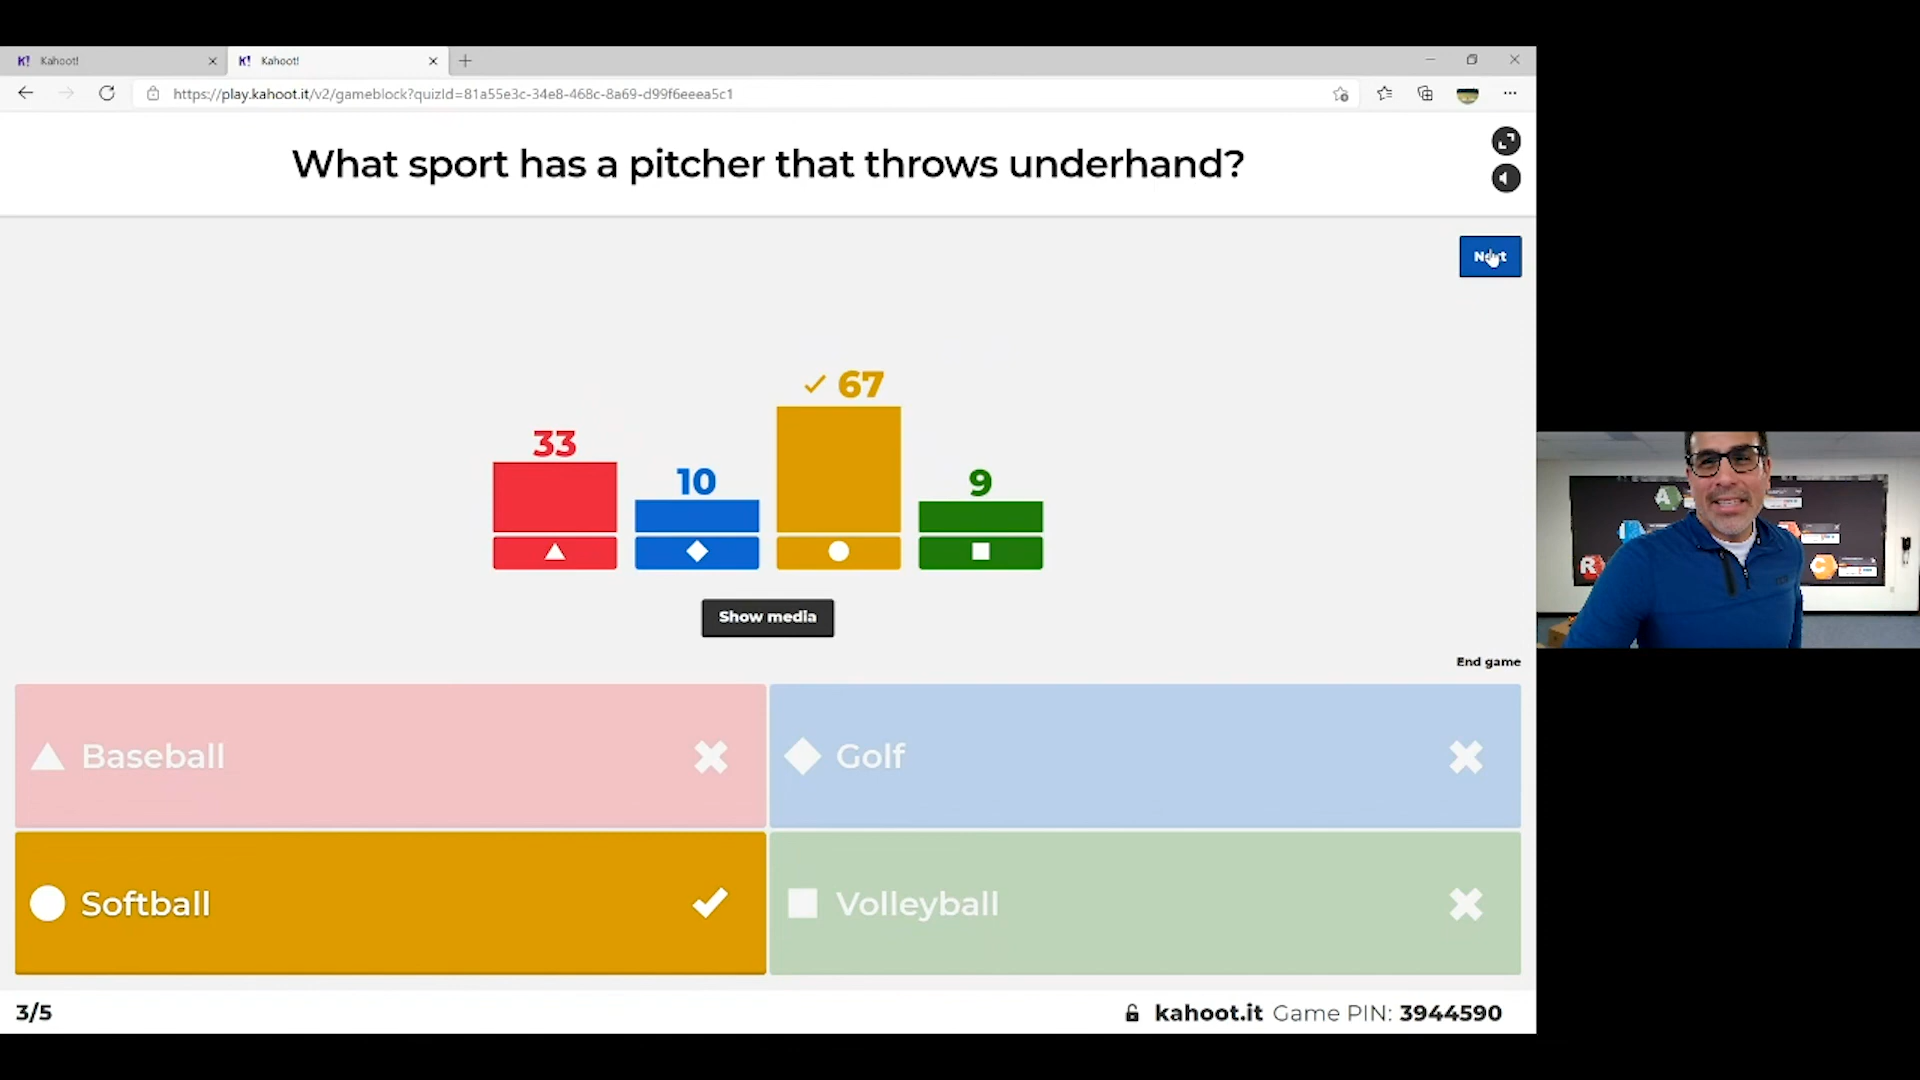 K! Kahoot!
K! Kahoot!
https://play.kahoot.it/v2/gameblock?quizId=81a55e3c-34e8-468c-8a69-d99f6eeea5c1
What sport has a pitcher that throws underhand?
33
10
67
9
Show media
End game
Baseball
Golf
Softball
Volleyball
3/5
kahoot.it Game PIN: 3944590
A
R
C